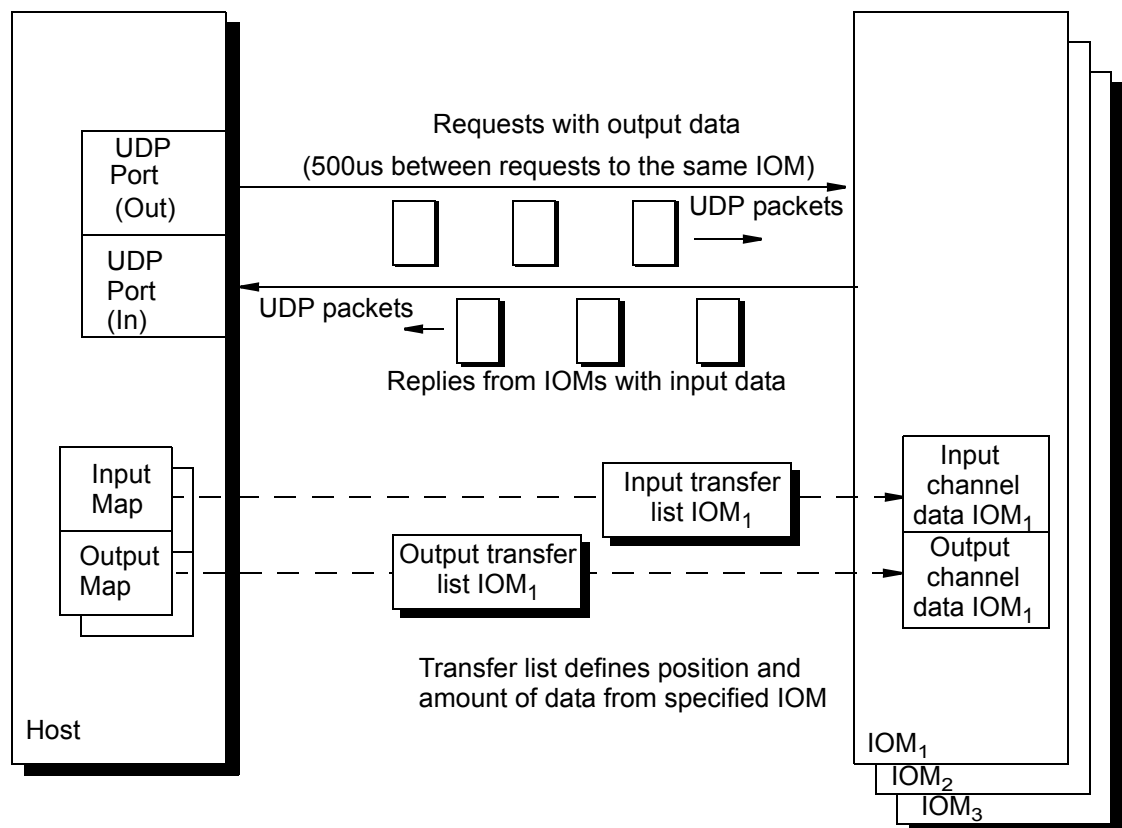 Requests with output data
(500us between requests to the same IOM)
UDP
Port
(Out)
UDP packets
UDP
Port
(In)
UDP packets
Replies from IOMs with input data
Input
Map
Input transfer
list IOM₁
Input
channel
data IOM₁
Output
Map
Output transfer
list IOM₁
Output
channel
data IOM₁
Transfer list defines position and
amount of data from specified IOM
Host
IOM₁
IOM₂
IOM₃